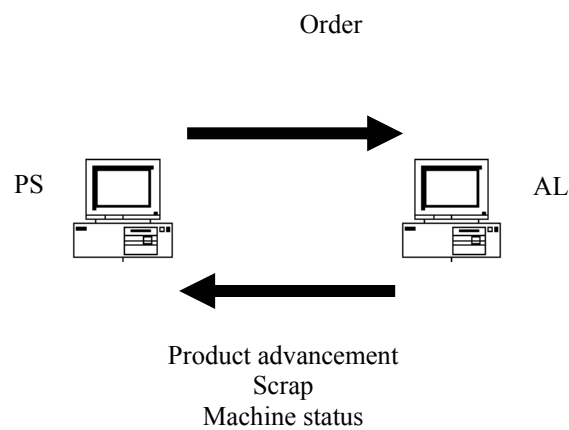 Order
PS
AL
Product advancement
Scrap
Machine status